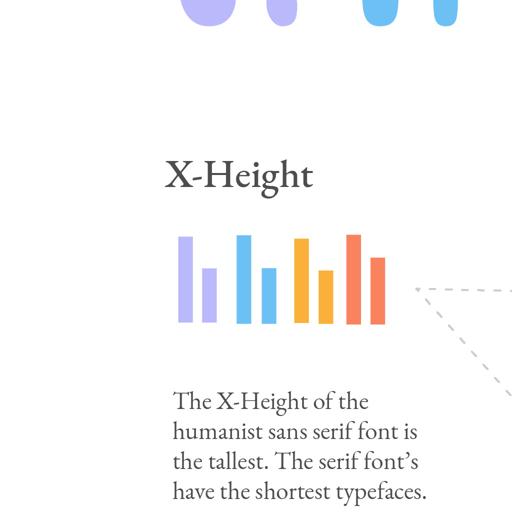 X-Height
The X-Height of the
humanist sans serif font is
the tallest. The serif font’s
have the shortest typefaces.